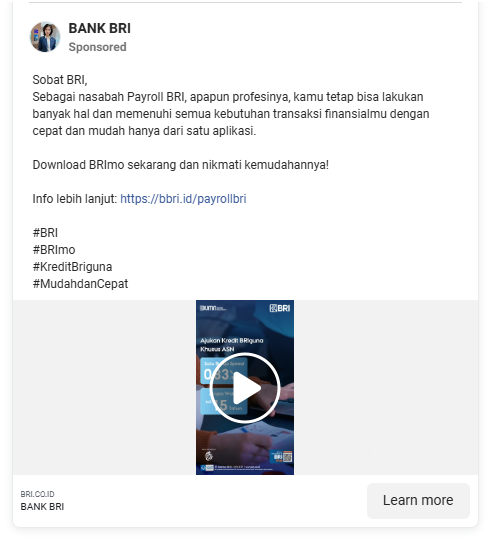 BANK BRI
Sponsored
Sobat BRI,
Sebagai nasabah Payroll BRI, apapun profesinya, kamu tetap bisa lakukan
banyak hal dan memenuhi semua kebutuhan transaksi finansialmu dengan
cepat dan mudah hanya dari satu aplikasi.
Download BRImo sekarang dan nikmati kemudahannya!
Info lebih lanjut: https://bbri.id/payrollbri
#BRI
#BRImo
#KreditBriguna
#MudahdanCepat
BUMN
BRI
Ajukan Kredit BRIguna
Khusus ASN
BRI
BRI.CO.ID
BANK BRI
Learn more